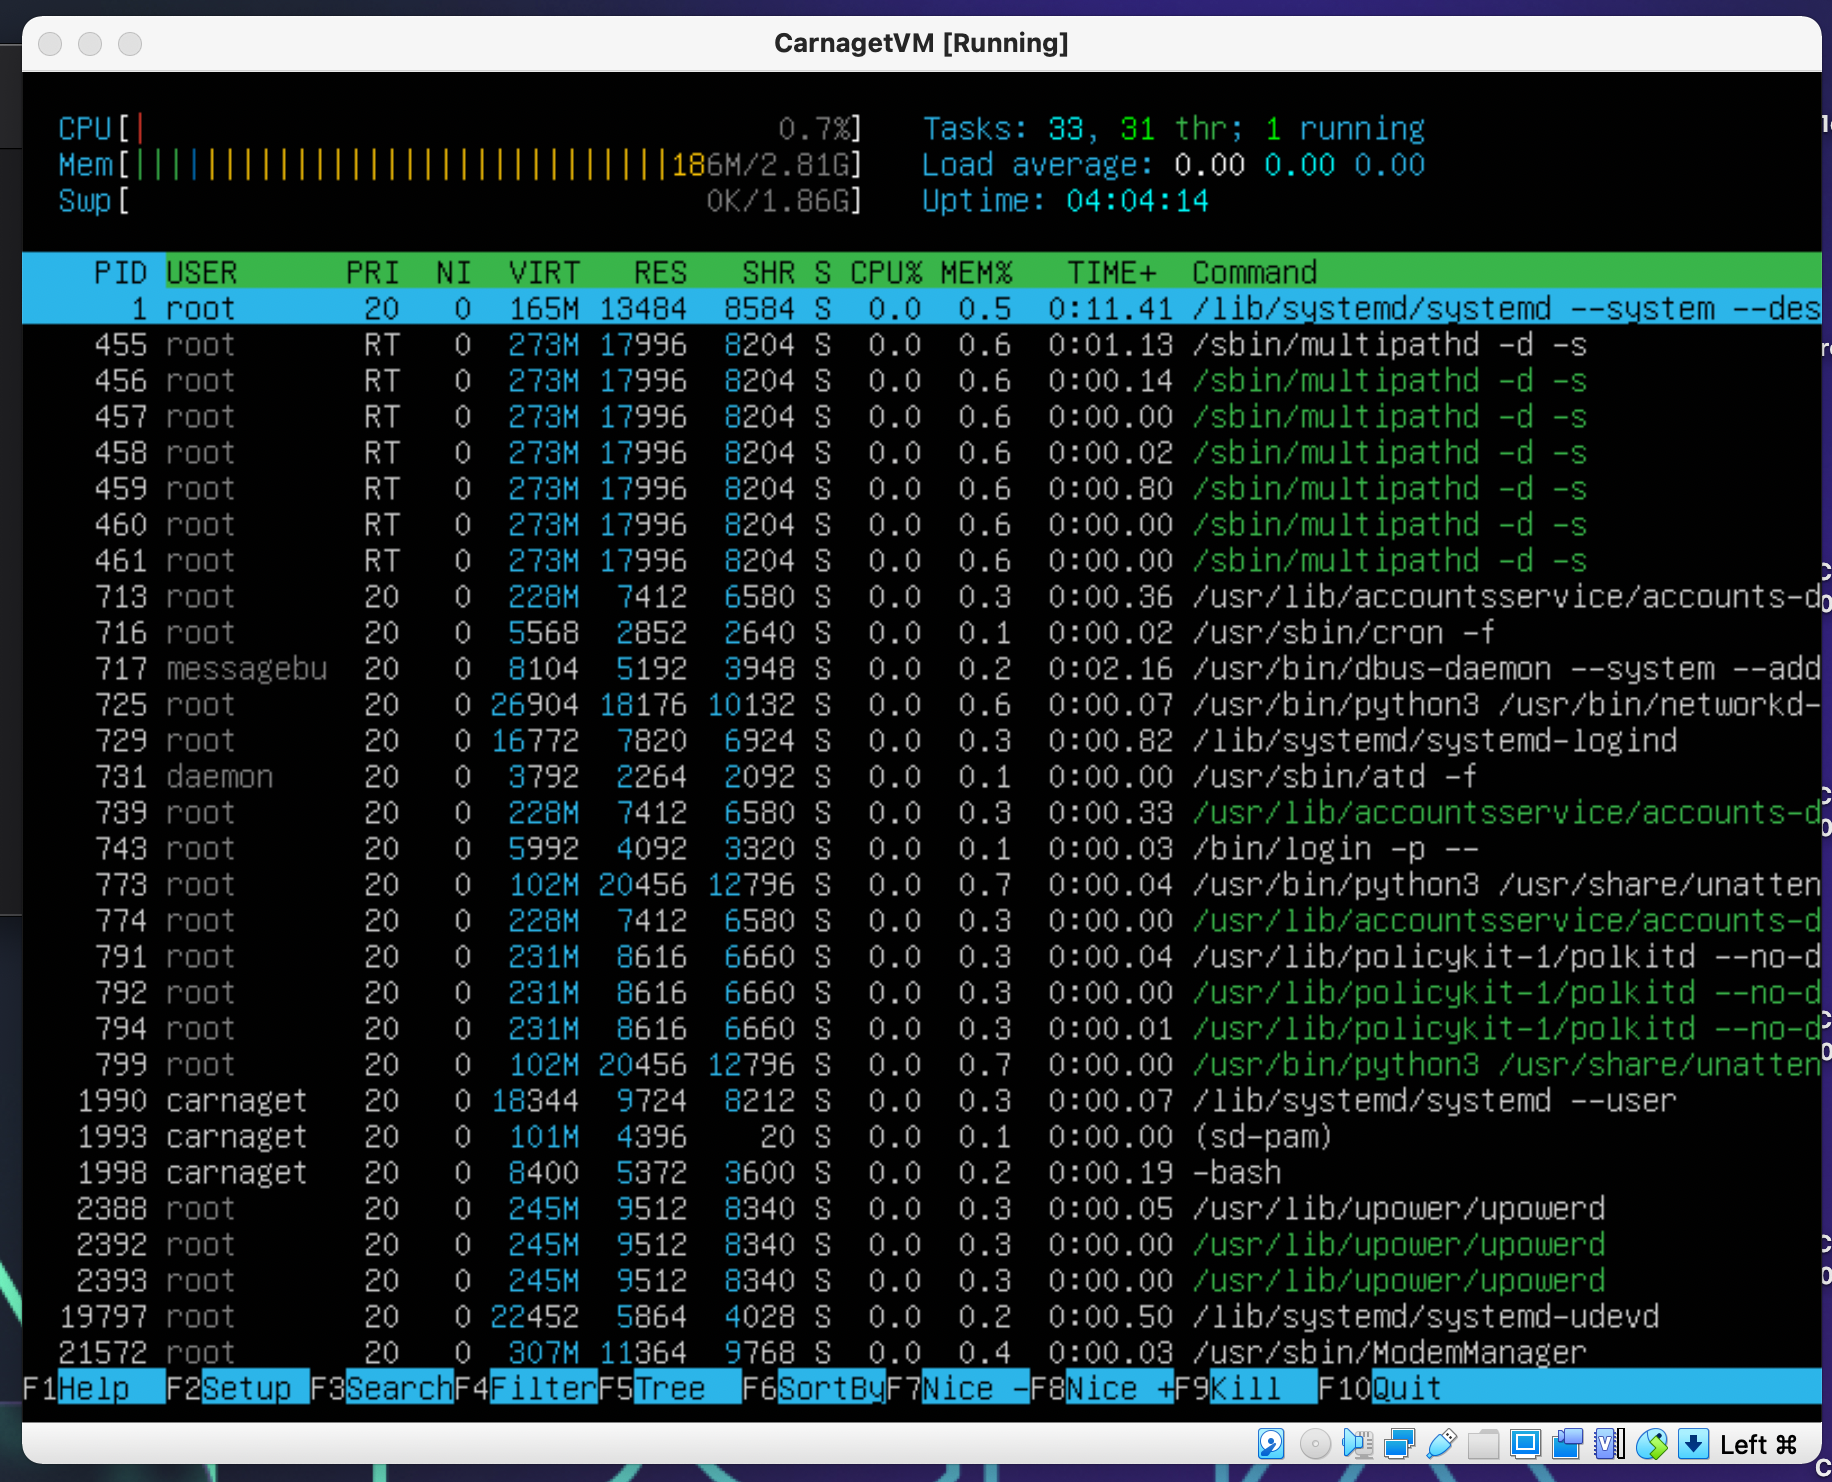 CarnagetVM [Running]
CPU[| 0.7%] Tasks: 33, 31 thr; 1 running
Mem[||||||||||||||||||||||||||||||186M/2.81G] Load average: 0.00 0.00 0.00
Swp[ 0K/1.86G] Uptime: 04:04:14
PID USER PRI NI VIRT RES SHR S CPU% MEM% TIME+ Command
1 root 20 0 165M 13484 8584 S 0.0 0.5 0:11.41 /lib/systemd/systemd --system --des
455 root RT 0 273M 17996 8204 S 0.0 0.6 0:01.13 /sbin/multipathd -d -s
456 root RT 0 273M 17996 8204 S 0.0 0.6 0:00.14 /sbin/multipathd -d -s
457 root RT 0 273M 17996 8204 S 0.0 0.6 0:00.00 /sbin/multipathd -d -s
458 root RT 0 273M 17996 8204 S 0.0 0.6 0:00.02 /sbin/multipathd -d -s
459 root RT 0 273M 17996 8204 S 0.0 0.6 0:00.80 /sbin/multipathd -d -s
460 root RT 0 273M 17996 8204 S 0.0 0.6 0:00.00 /sbin/multipathd -d -s
461 root RT 0 273M 17996 8204 S 0.0 0.6 0:00.00 /sbin/multipathd -d -s
713 root 20 0 228M 7412 6580 S 0.0 0.3 0:00.36 /usr/lib/accountsservice/accounts-d
716 root 20 0 5568 2852 2640 S 0.0 0.1 0:00.02 /usr/sbin/cron -f
717 messagebu 20 0 8104 5192 3948 S 0.0 0.2 0:02.16 /usr/bin/dbus-daemon --system --add
725 root 20 0 26904 18176 10132 S 0.0 0.6 0:00.07 /usr/bin/python3 /usr/bin/networkd-
729 root 20 0 16772 7820 6924 S 0.0 0.3 0:00.82 /lib/systemd/systemd-logind
731 daemon 20 0 3792 2264 2092 S 0.0 0.1 0:00.00 /usr/sbin/atd -f
739 root 20 0 228M 7412 6580 S 0.0 0.3 0:00.33 /usr/lib/accountsservice/accounts-d
743 root 20 0 5992 4092 3320 S 0.0 0.1 0:00.03 /bin/login -p --
773 root 20 0 102M 20456 12796 S 0.0 0.7 0:00.04 /usr/bin/python3 /usr/share/unatten
774 root 20 0 228M 7412 6580 S 0.0 0.3 0:00.00 /usr/lib/accountsservice/accounts-d
791 root 20 0 231M 8616 6660 S 0.0 0.3 0:00.04 /usr/lib/policykit-1/polkitd --no-d
792 root 20 0 231M 8616 6660 S 0.0 0.3 0:00.00 /usr/lib/policykit-1/polkitd --no-d
794 root 20 0 231M 8616 6660 S 0.0 0.3 0:00.01 /usr/lib/policykit-1/polkitd --no-d
799 root 20 0 102M 20456 12796 S 0.0 0.7 0:00.00 /usr/bin/python3 /usr/share/unatten
1990 carnaget 20 0 18344 9724 8212 S 0.0 0.3 0:00.07 /lib/systemd/systemd --user
1993 carnaget 20 0 101M 4396 20 S 0.0 0.1 0:00.00 (sd-pam)
1998 carnaget 20 0 8400 5372 3600 S 0.0 0.2 0:00.19 -bash
2388 root 20 0 245M 9512 8340 S 0.0 0.3 0:00.05 /usr/lib/upower/upowerd
2392 root 20 0 245M 9512 8340 S 0.0 0.3 0:00.00 /usr/lib/upower/upowerd
2393 root 20 0 245M 9512 8340 S 0.0 0.3 0:00.00 /usr/lib/upower/upowerd
19797 root 20 0 22452 5864 4028 S 0.0 0.2 0:00.50 /lib/systemd/systemd-udevd
21572 root 20 0 307M 11364 9768 S 0.0 0.4 0:00.03 /usr/sbin/ModemManager
F1Help F2Setup F3SearchF4FilterF5Tree F6SortByF7Nice -F8Nice +F9Kill F10Quit
Left ⌘